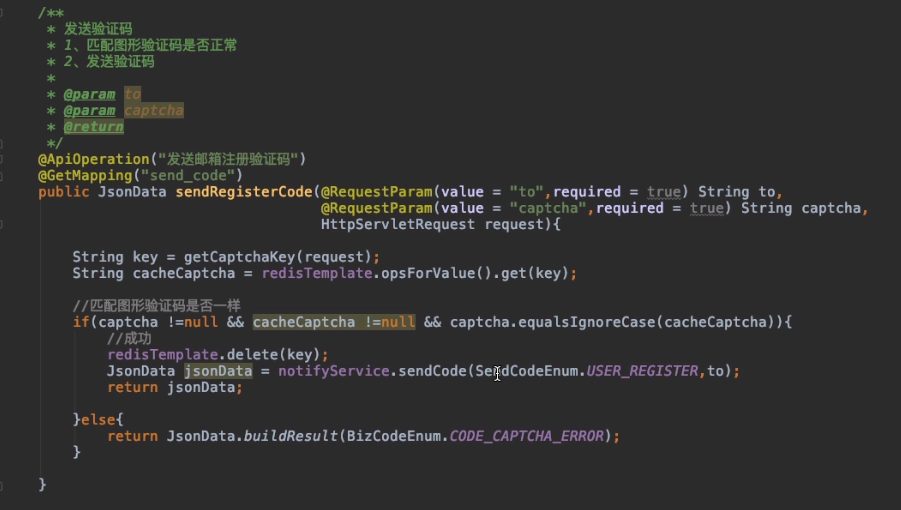 /**
 * 发送验证码
 * 1、匹配图形验证码是否正常
 * 2、发送验证码
 *
 * @param to
 * @param captcha
 * @return
 */
@ApiOperation("发送邮箱注册验证码")
@GetMapping("send_code")
public JsonData sendRegisterCode(@RequestParam(value = "to",required = true) String to,
                                 @RequestParam(value = "captcha",required = true) String captcha,
                                 HttpServletRequest request){

    String key = getCaptchaKey(request);
    String cacheCaptcha = redisTemplate.opsForValue().get(key);

    //匹配图形验证码是否一样
    if(captcha !=null && cacheCaptcha !=null && captcha.equalsIgnoreCase(cacheCaptcha)){
        //成功
        redisTemplate.delete(key);
        JsonData jsonData = notifyService.sendCode(SendCodeEnum.USER_REGISTER,to);
        return jsonData;

    }else{
        return JsonData.buildResult(BizCodeEnum.CODE_CAPTCHA_ERROR);
    }

}